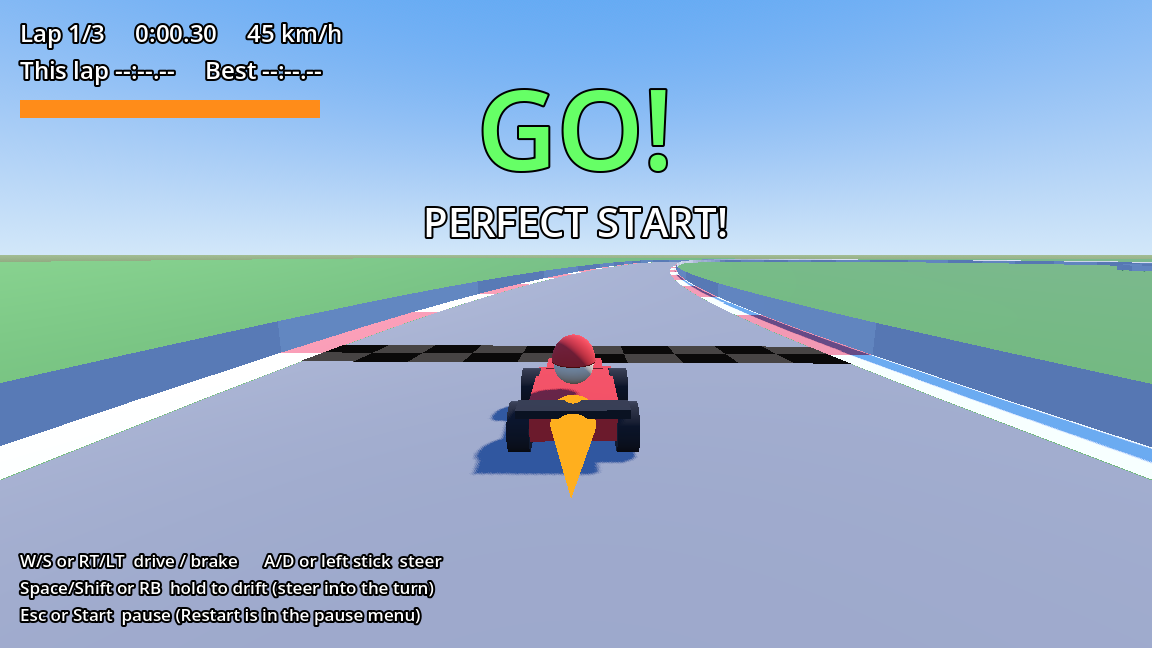 Lap 1/3 0:00.30 45 km/h
This lap --:--.-- Best --:--.--
GO!
PERFECT START!
W/S or RT/LT drive / brake A/D or left stick steer
Space/Shift or RB hold to drift (steer into the turn)
Esc or Start pause (Restart is in the pause menu)